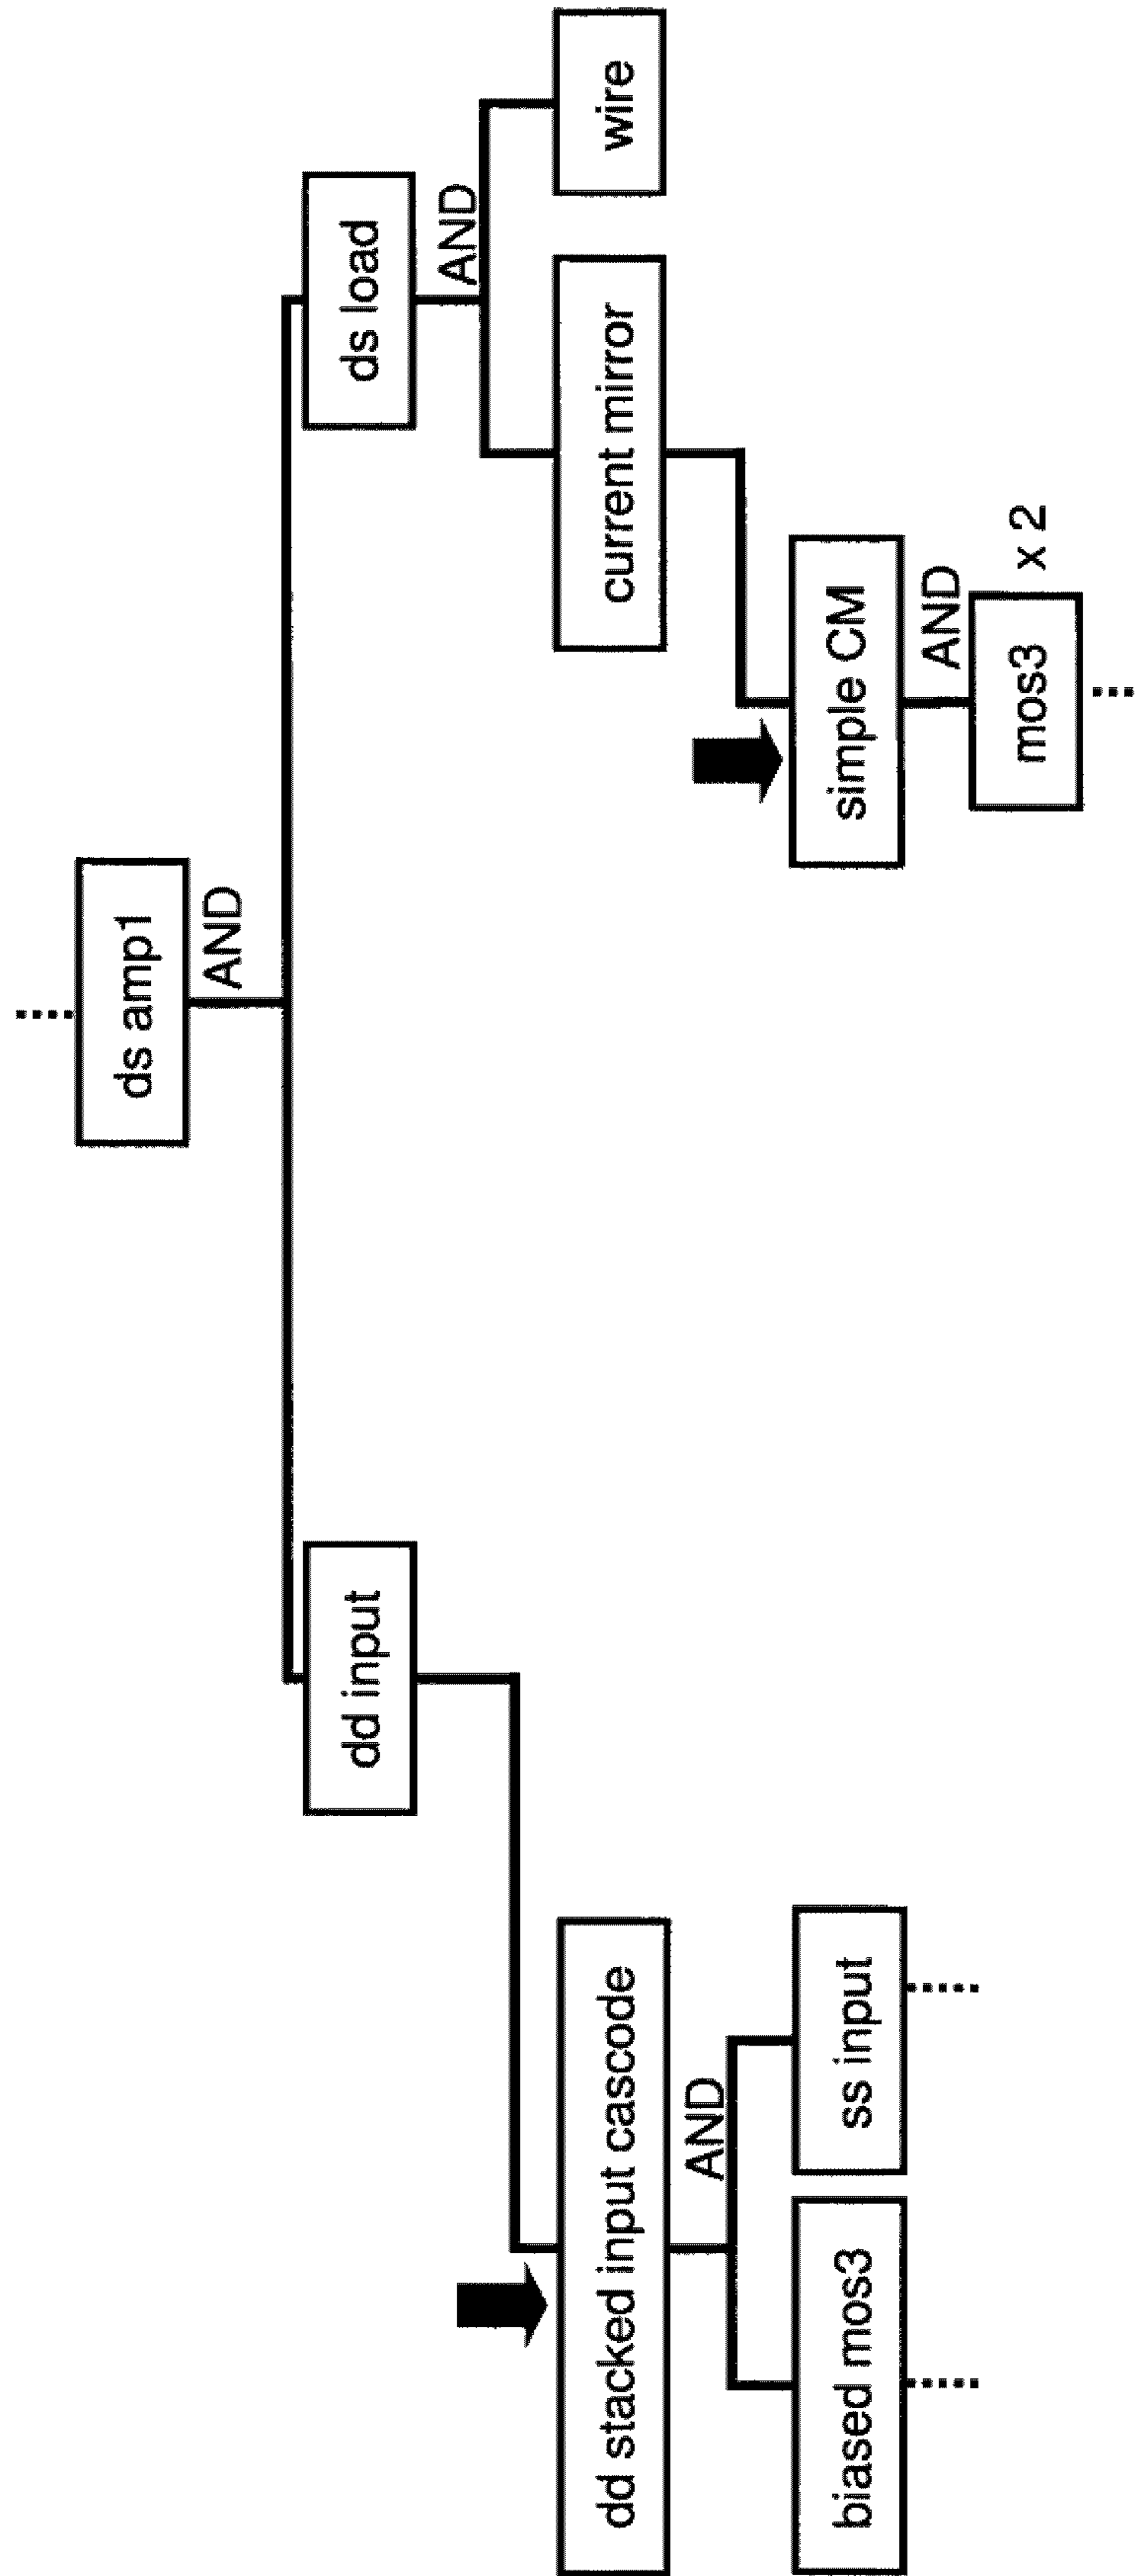 ds amp1
AND
dd input
ds load
AND
dd stacked input cascode
current mirror
wire
AND
biased mos3
ss input
simple CM
AND
mos3
x 2